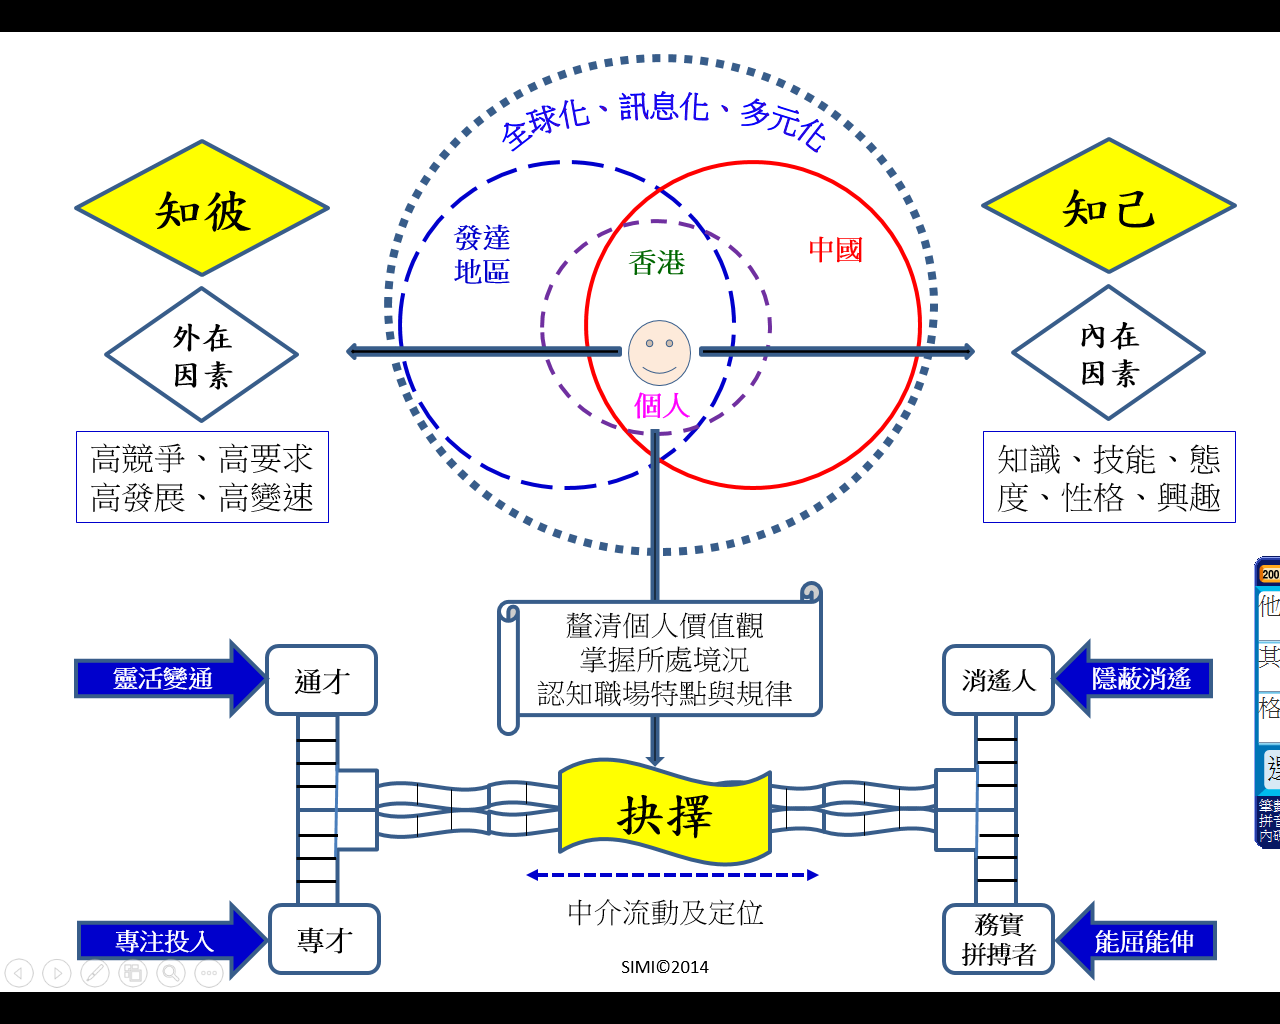 全球化、訊息化、多元化
知彼
知己
發達
地區
香港
中國
外在
因素
內在
因素
個人
高競爭、高要求
高發展、高變速
知識、技能、態
度、性格、興趣
釐清個人價值觀
掌握所處境況
認知職場特點與規律
靈活變通
通才
消遙人
隱蔽消遙
抉擇
中介流動及定位
專注投入
專才
務實
拼搏者
能屈能伸
SIMI©2014
200
他
其
格